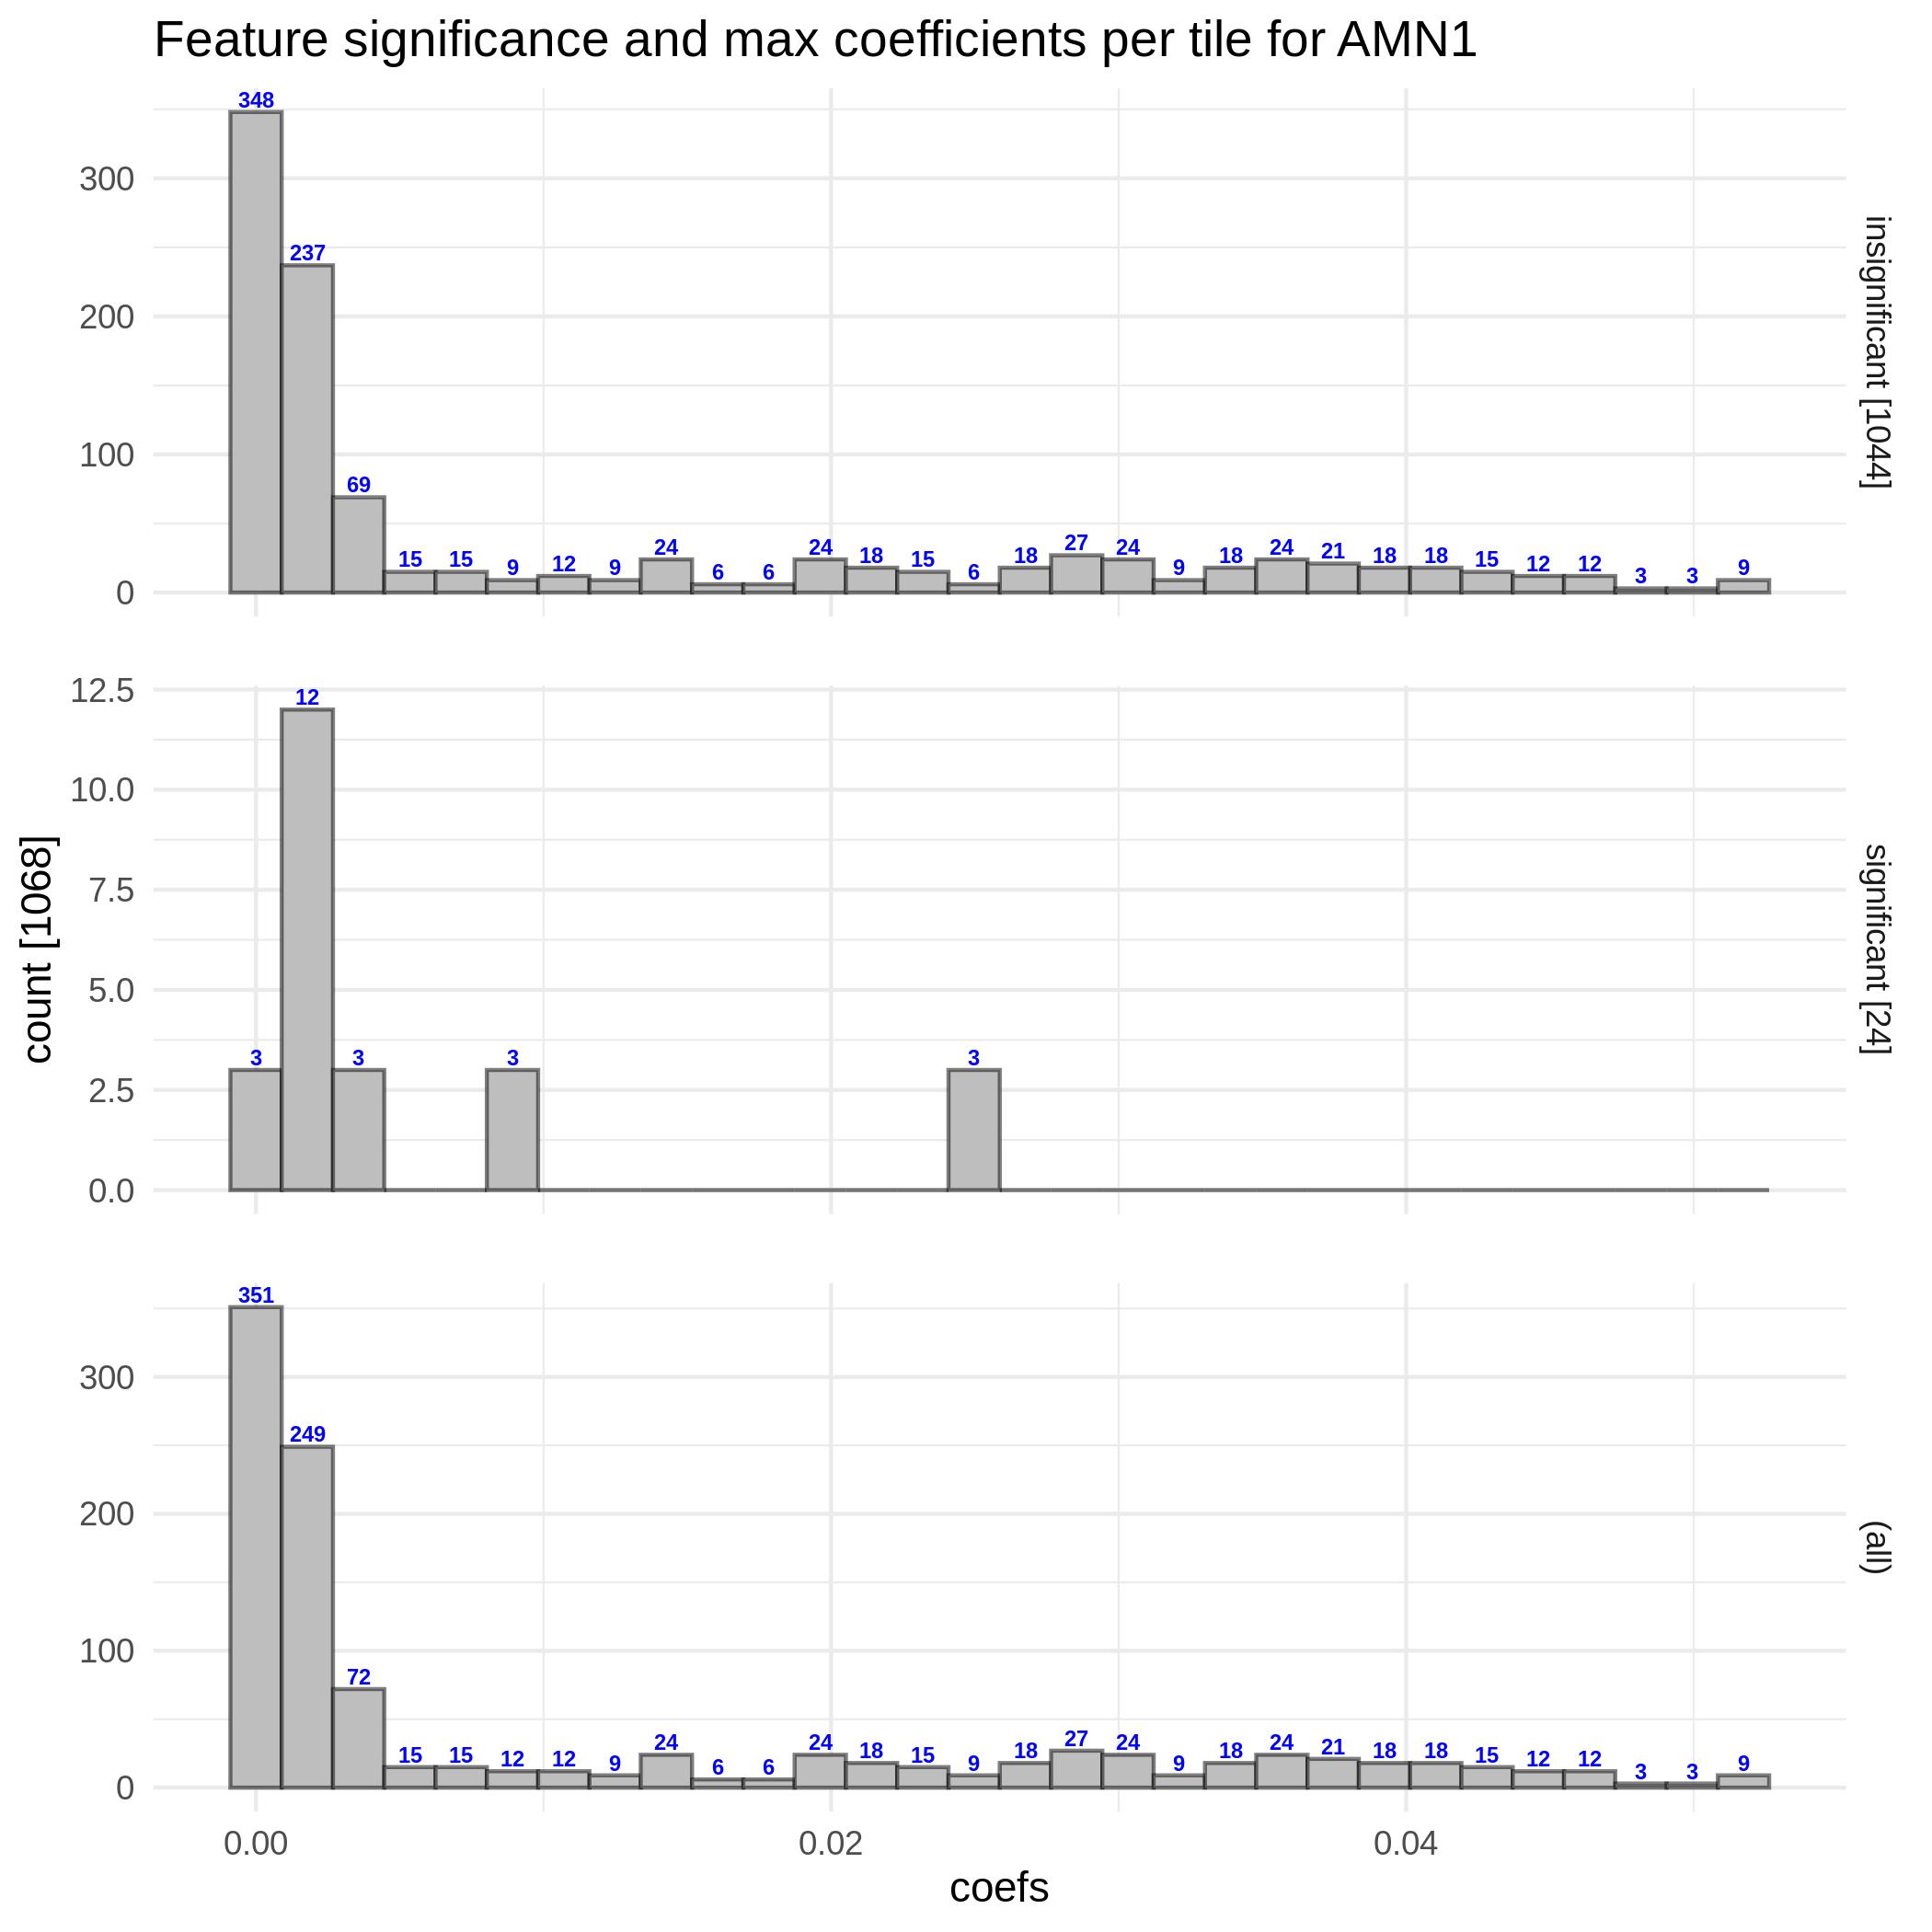 Feature significance and max coefficients per tile for AMN1
348
237
69
15 15 9 12 9 24 6 6 24 18 15 6 18 27 24 9 18 24 21 18 18 15 12 12 3 3 9
300
200
100
0
insignificant [1044]
12
3 3 3 3
12.5
10.0
7.5
5.0
2.5
0.0
significant [24]
count [1068]
351
249
72
15 15 12 12 9 24 6 6 24 18 15 9 18 27 24 9 18 24 21 18 18 15 12 12 3 3 9
300
200
100
0
(all)
0.00 0.02 0.04
coefs